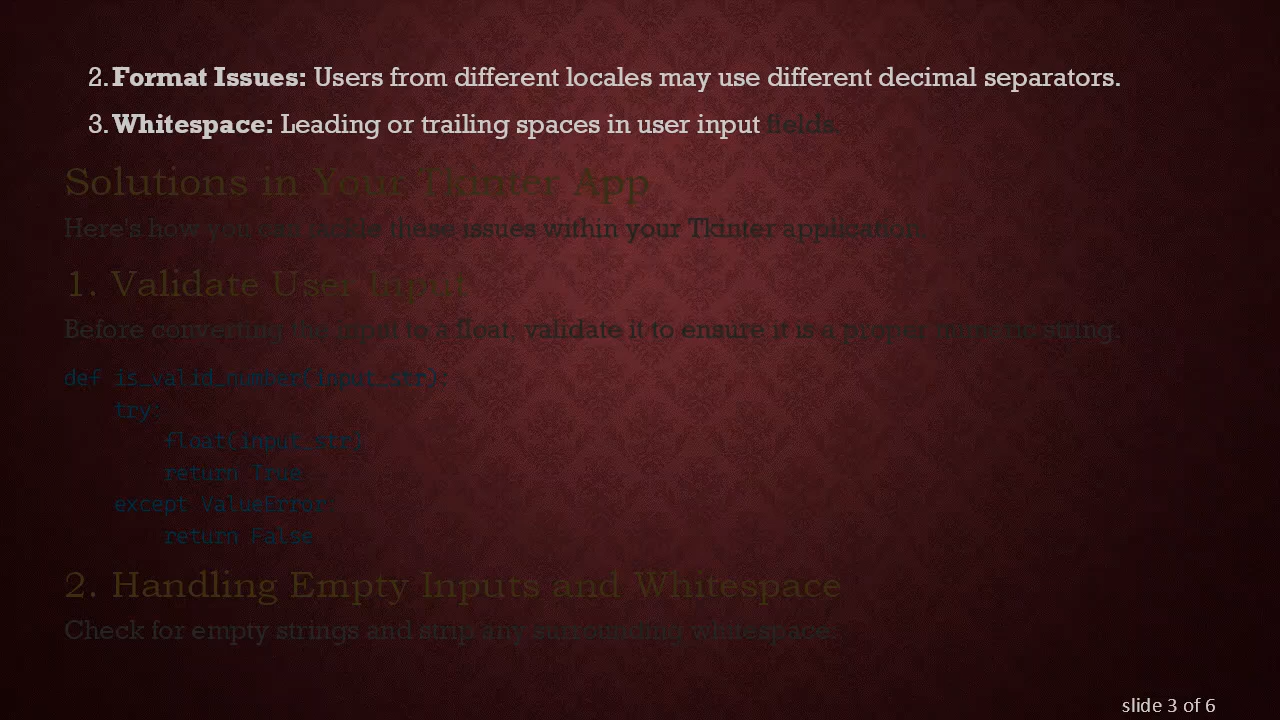 2. Format Issues: Users from different locales may use different decimal separators.
3. Whitespace: Leading or trailing spaces in user input fields.
Solutions in Your Tkinter App
Here's how you can tackle these issues within your Tkinter application.
1. Validate User Input
Before converting the input to a float, validate it to ensure it is a proper numeric string.
def is_valid_number(input_str):
    try:
        float(input_str)
        return True
    except ValueError:
        return False
2. Handling Empty Inputs and Whitespace
Check for empty strings and strip any surrounding whitespace.
slide 3 of 6